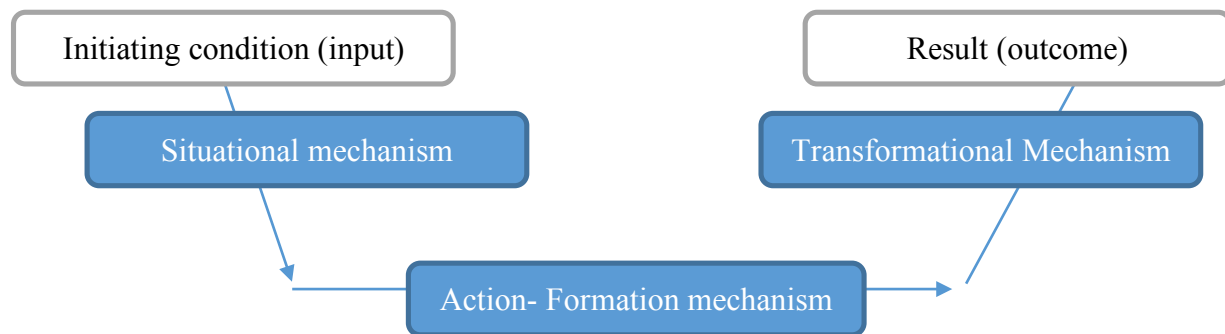 Initiating condition (input)
Result (outcome)
Situational mechanism
Transformational Mechanism
Action- Formation mechanism